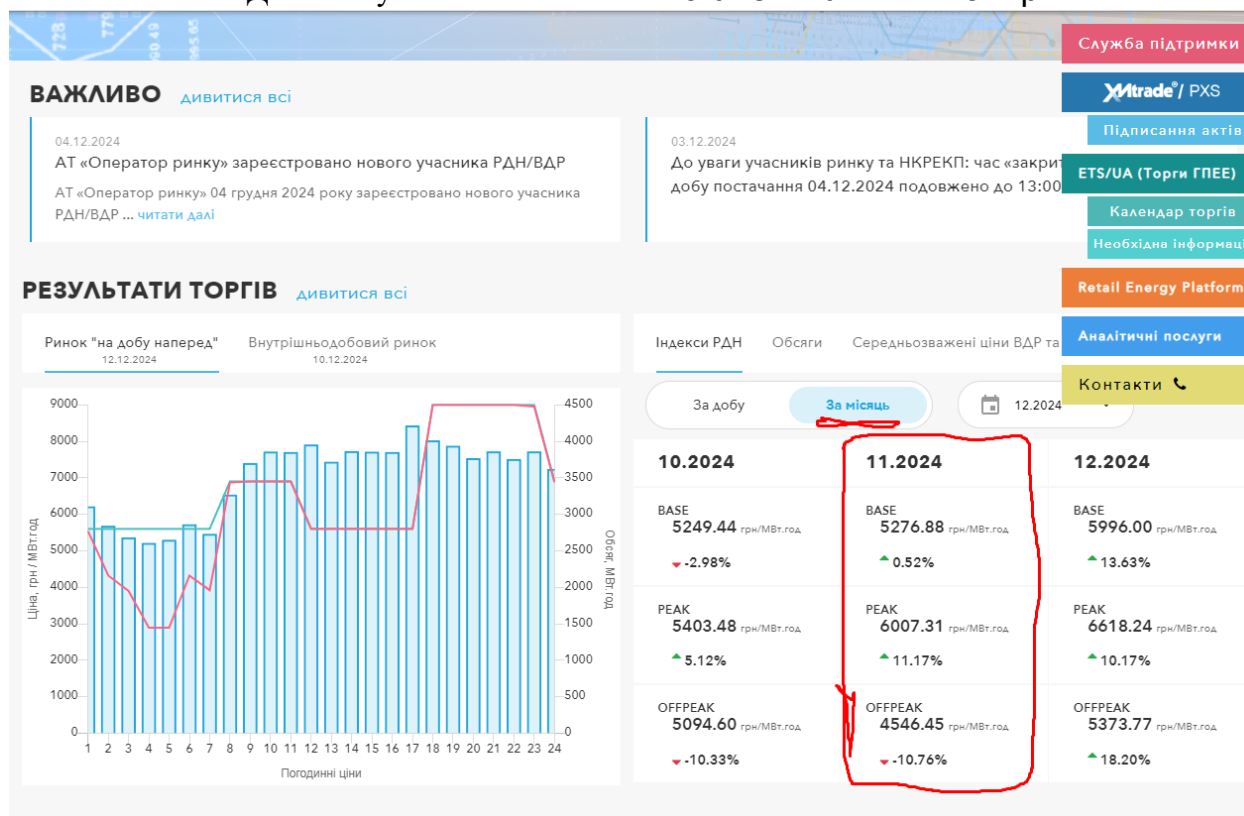 728
779
90.49
995.65
Служба підтримки
ВАЖЛИВО дивитися всі
XMtrade®/ PXS
Підписання актів
04.12.2024
АТ «Оператор ринку» зареєстровано нового учасника РДН/ВДР
АТ «Оператор ринку» 04 грудня 2024 року зареєстровано нового учасника
РДН/ВДР ... читати далі
03.12.2024
До уваги учасників ринку та НКРЕКП: час «закрит
добу постачання 04.12.2024 подовжено до 13:00
ETS/UA (Торги ГПЕЕ)
Календар торгів
Необхідна інформаці
РЕЗУЛЬТАТИ ТОРГІВ дивитися всі
Retail Energy Platform
Аналітичні послуги
Контакти
Ринок "на добу наперед"
12.12.2024
Внутрішньодобовий ринок
10.12.2024
Індекси РДН Обсяги Середньозважені ціни ВДР та
За добу За місяць 12.2024
9000
8000
7000
6000
5000
4000
3000
2000
1000
0
Ціна, грн / МВт.год
4500
4000
3500
3000
2500
2000
1500
1000
500
0
Обсяг, МВт.год
1 2 3 4 5 6 7 8 9 10 11 12 13 14 15 16 17 18 19 20 21 22 23 24
Погодинні ціни
10.2024 11.2024 12.2024
BASE BASE BASE
5249.44 грн/МВт.год 5276.88 грн/МВт.год 5996.00 грн/МВт.год
-2.98% 0.52% 13.63%
PEAK PEAK PEAK
5403.48 грн/МВт.год 6007.31 грн/МВт.год 6618.24 грн/МВт.год
5.12% 11.17% 10.17%
OFFPEAK OFFPEAK OFFPEAK
5094.60 грн/МВт.год 4546.45 грн/МВт.год 5373.77 грн/МВт.год
-10.33% -10.76% 18.20%